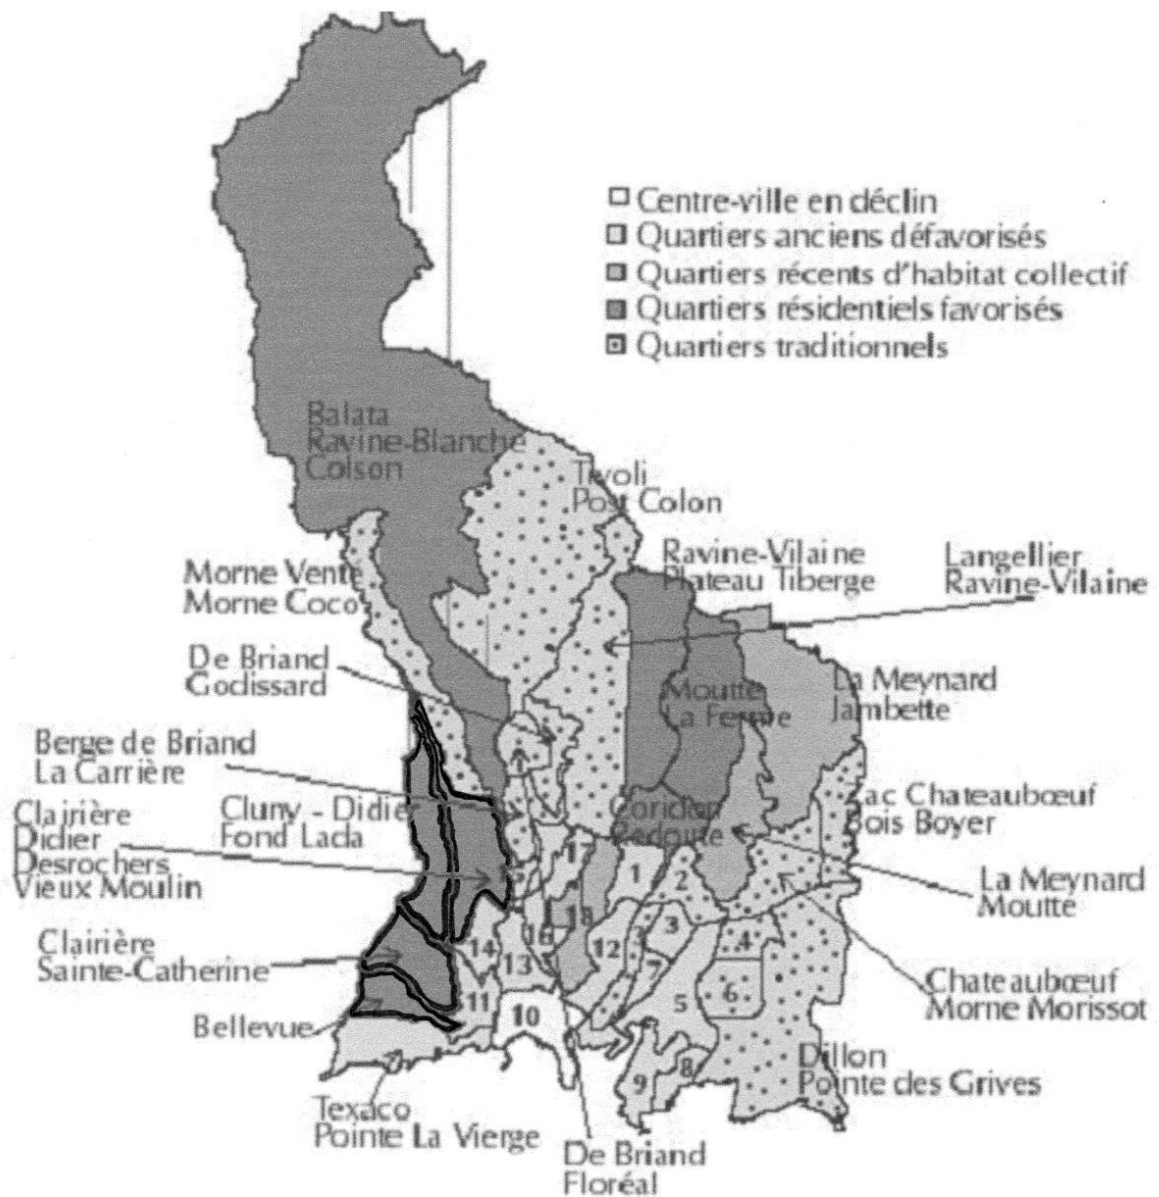 Centre-ville en déclin
Quartiers anciens défavorisés
Quartiers récents d'habitat collectif
Quartiers résidentiels favorisés
Quartiers traditionnels
Balata
Ravine-Blanche
Colson
Tivoli
Post Colon
Ravine-Vilaine
Plateau Tiberge
Langellier
Ravine-Vilaine
Morne Venté
Morne Coco
De Briand
Godissard
Moutte
La Ferme
La Meynard
Jambette
Berge de Briand
La Carrière
Cluny - Didier
Fond Lada
Clairière
Didier
Desrochers
Vieux Moulin
Coridon
Redoute
Lac Chateaubœuf
Bois Boyer
La Meynard
Moutte
Clairière
Sainte-Catherine
Chateaubœuf
Morne Morissot
Bellevue
Dillon
Pointe des Grives
Texaco
Pointe La Vierge
De Briand
Floréal
15
17
1
2
18
16
14
13
12
3
4
7
11
10
5
6
9
8